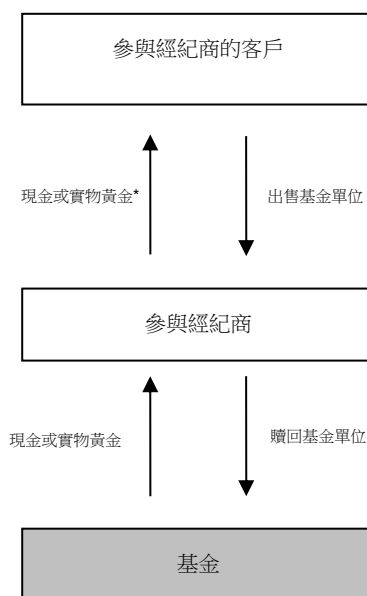 參與經紀商的客戶
現金或實物黃金*
出售基金單位
參與經紀商
現金或實物黃金
贖回基金單位
基金